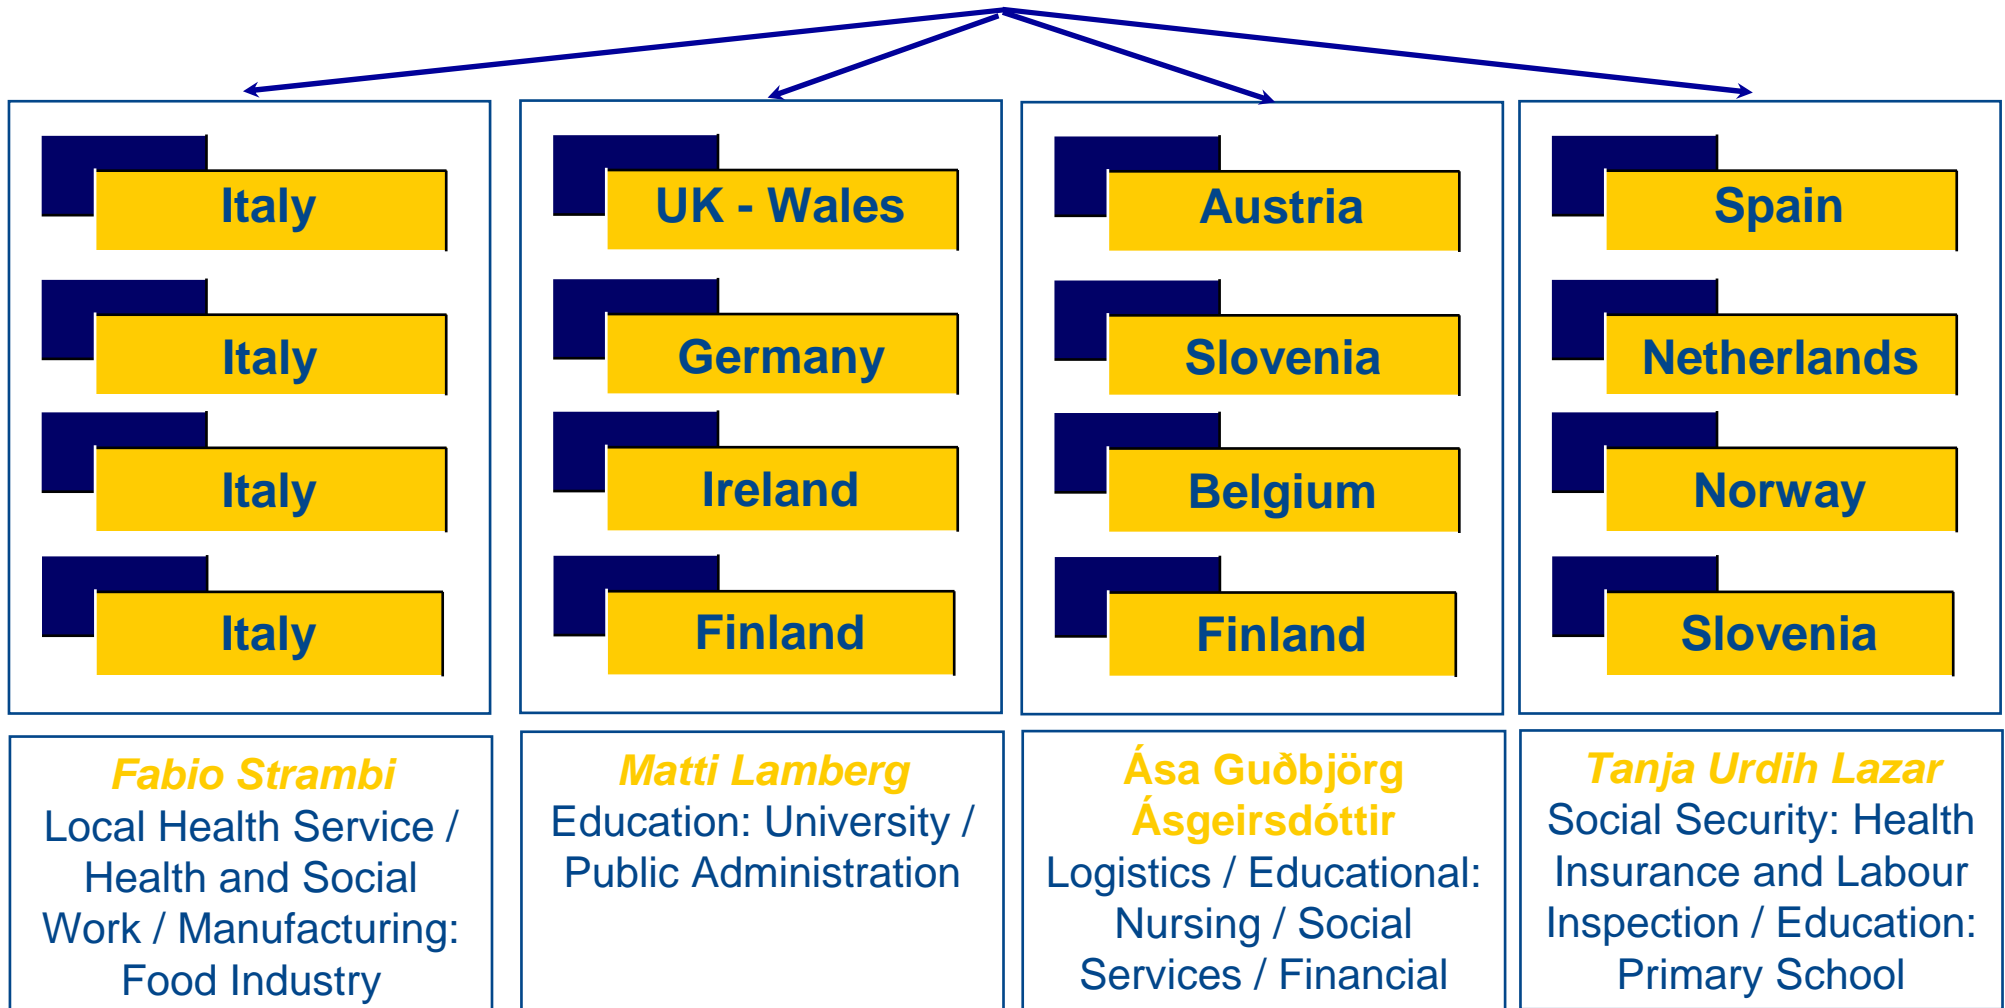 Italy
Italy
Italy
Italy
UK - Wales
Germany
Ireland
Finland
Austria
Slovenia
Belgium
Finland
Spain
Netherlands
Norway
Slovenia
Fabio Strambi
Local Health Service /
Health and Social
Work / Manufacturing:
Food Industry
Matti Lamberg
Education: University /
Public Administration
Ása Guðbjörg
Ásgeirsdóttir
Logistics / Educational:
Nursing / Social
Services / Financial
Tanja Urdih Lazar
Social Security: Health
Insurance and Labour
Inspection / Education:
Primary School